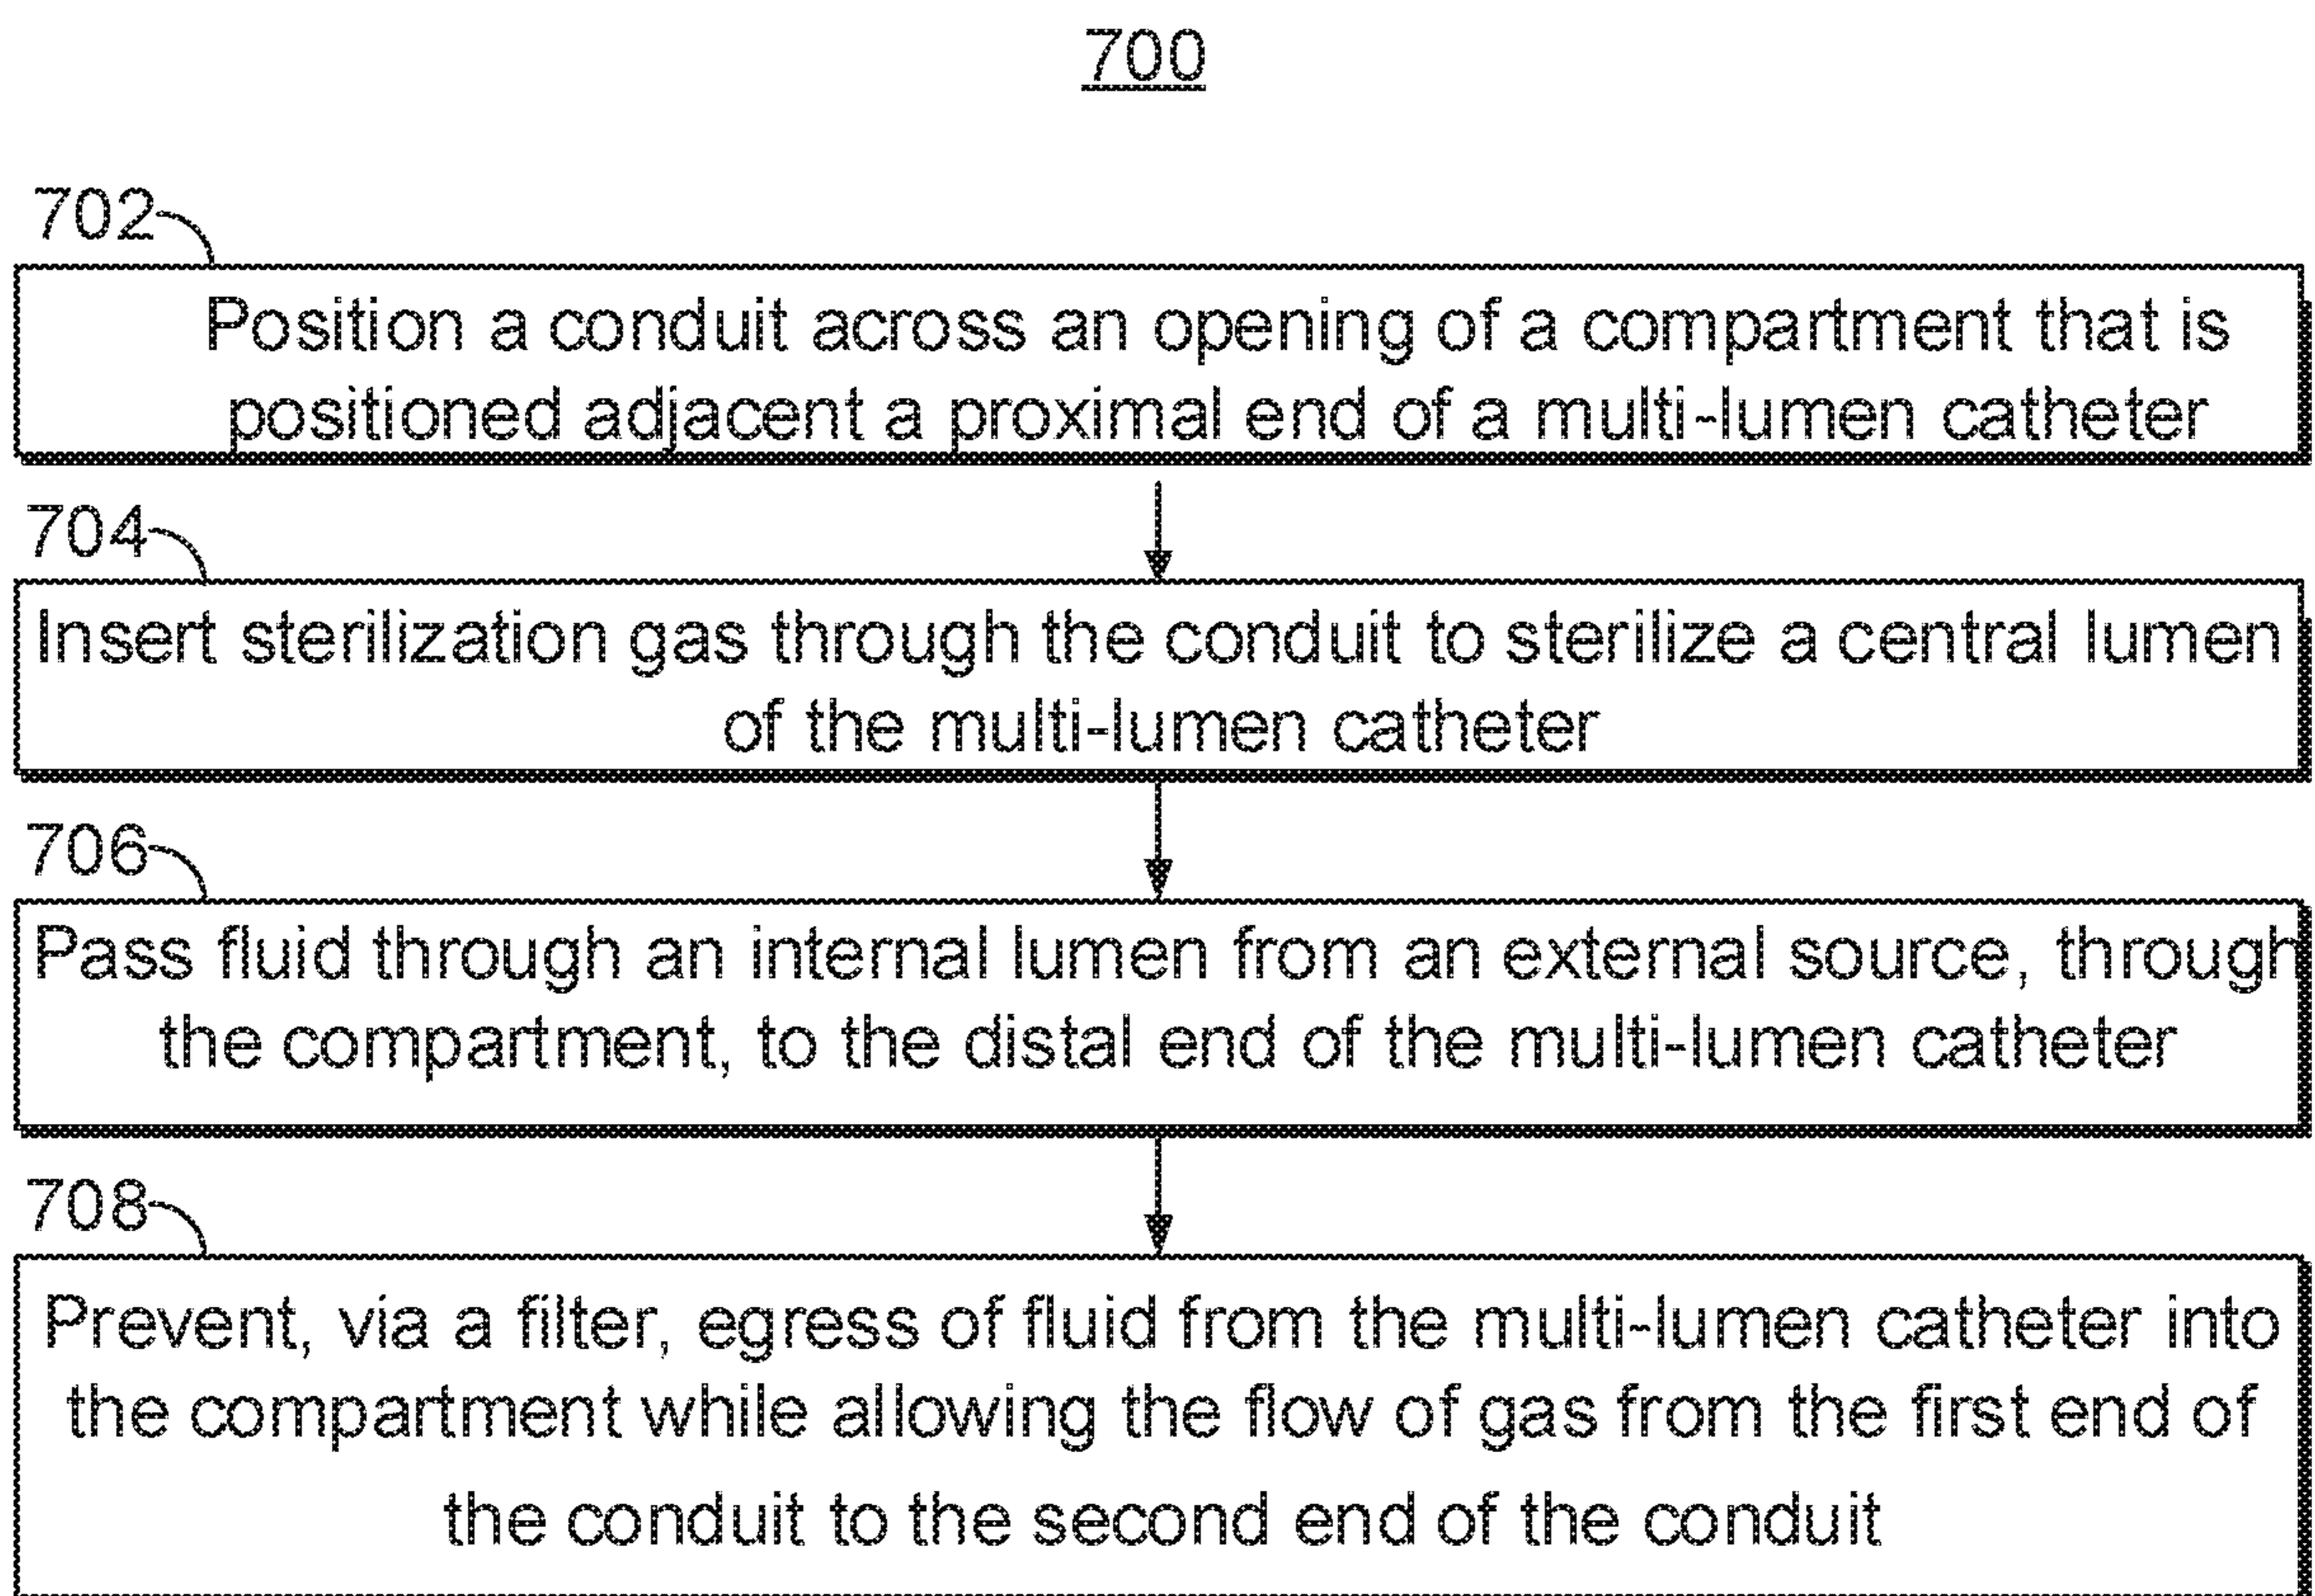 700
702
Position a conduit across an opening of a compartment that is
positioned adjacent a proximal end of a multi-lumen catheter
704
Insert sterilization gas through the conduit to sterilize a central lumen
of the multi-lumen catheter
706
Pass fluid through an internal lumen from an external source, through
the compartment, to the distal end of the multi-lumen catheter
708
Prevent, via a filter, egress of fluid from the multi-lumen catheter into
the compartment while allowing the flow of gas from the first end of
the conduit to the second end of the conduit